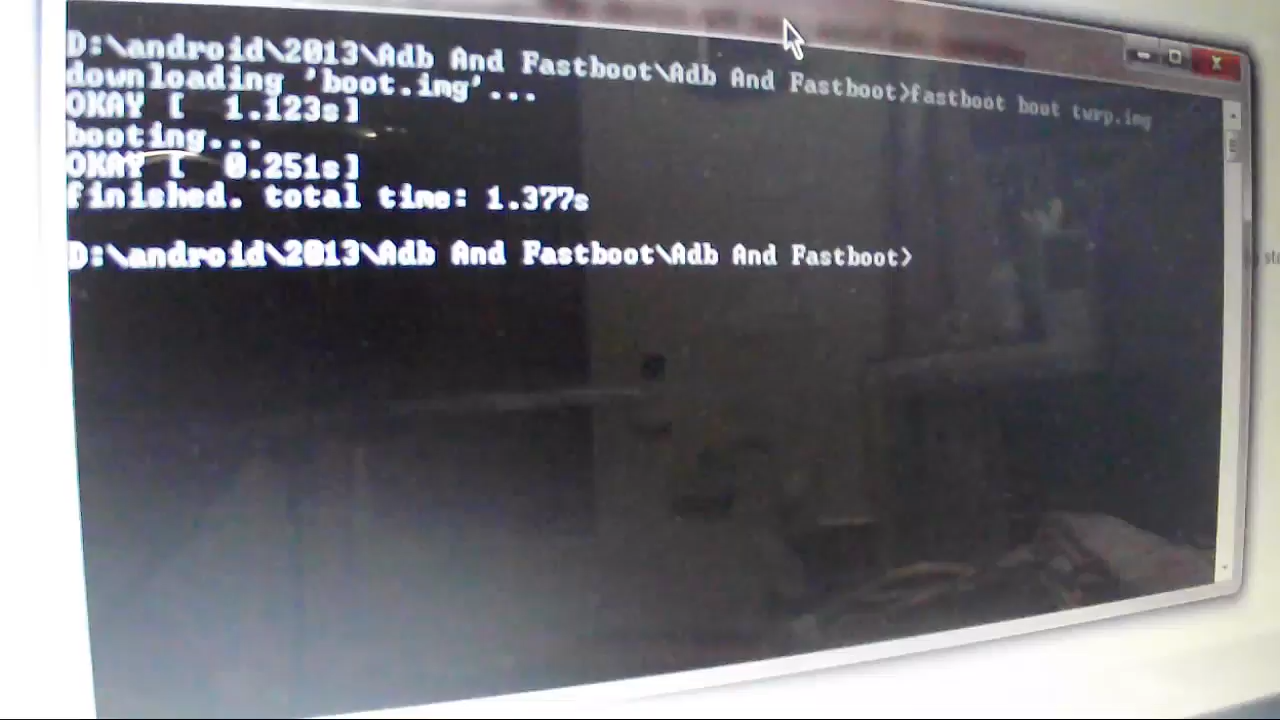 D:\android\2013\Adb And Fastboot\Adb And Fastboot>fastboot boot twrp.img
downloading 'boot.img'...
OKAY [  1.123s]
booting...
OKAY [  0.251s]
finished. total time: 1.377s
D:\android\2013\Adb And Fastboot\Adb And Fastboot>